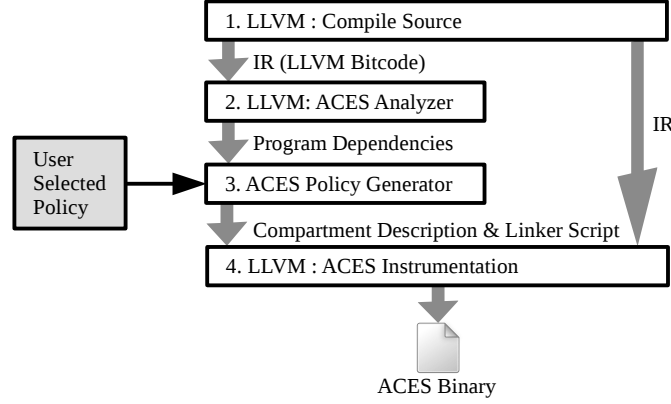 1. LLVM : Compile Source
IR (LLVM Bitcode)
2. LLVM: ACES Analyzer
IR
Program Dependencies
User
Selected
Policy
3. ACES Policy Generator
Compartment Description & Linker Script
4. LLVM : ACES Instrumentation
ACES Binary